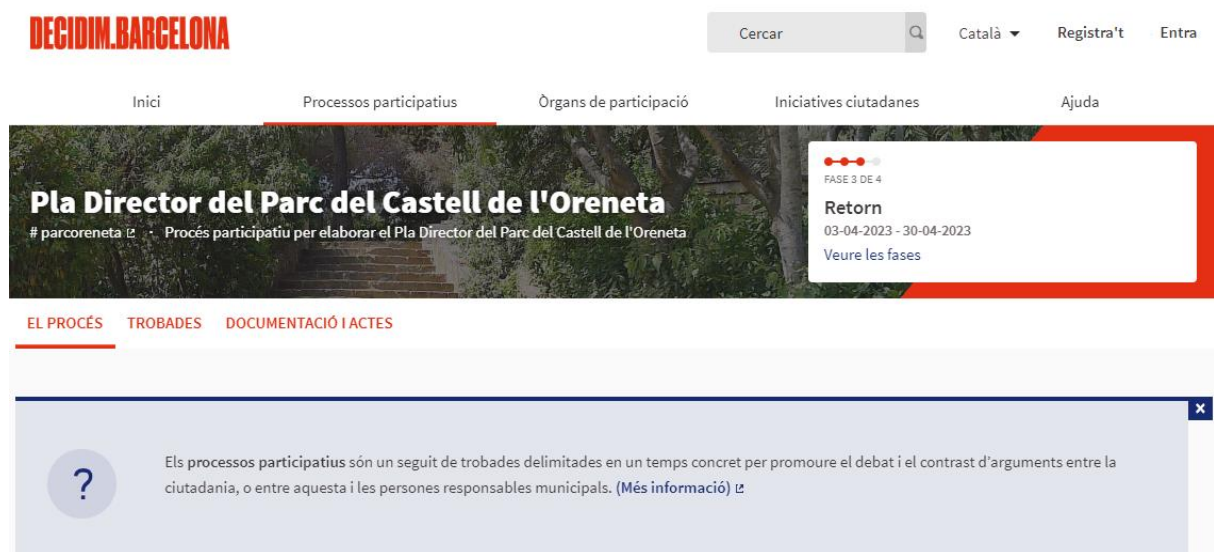 DECIDIM.BARCELONA
Cercar
Català
Registra't
Entra
Inici
Processos participatius
Òrgans de participació
Iniciatives ciutadanes
Ajuda
Pla Director del Parc del Castell de l'Oreneta
# parcoreneta · Procés participatiu per elaborar el Pla Director del Parc del Castell de l'Oreneta
FASE 3 DE 4
Retorn
03-04-2023 - 30-04-2023
Veure les fases
EL PROCÉS
TROBADES
DOCUMENTACIÓ I ACTES
x
?
Els processos participatius són un seguit de trobades delimitades en un temps concret per promoure el debat i el contrast d'arguments entre la
ciutadania, o entre aquesta i les persones responsables municipals. (Més informació)